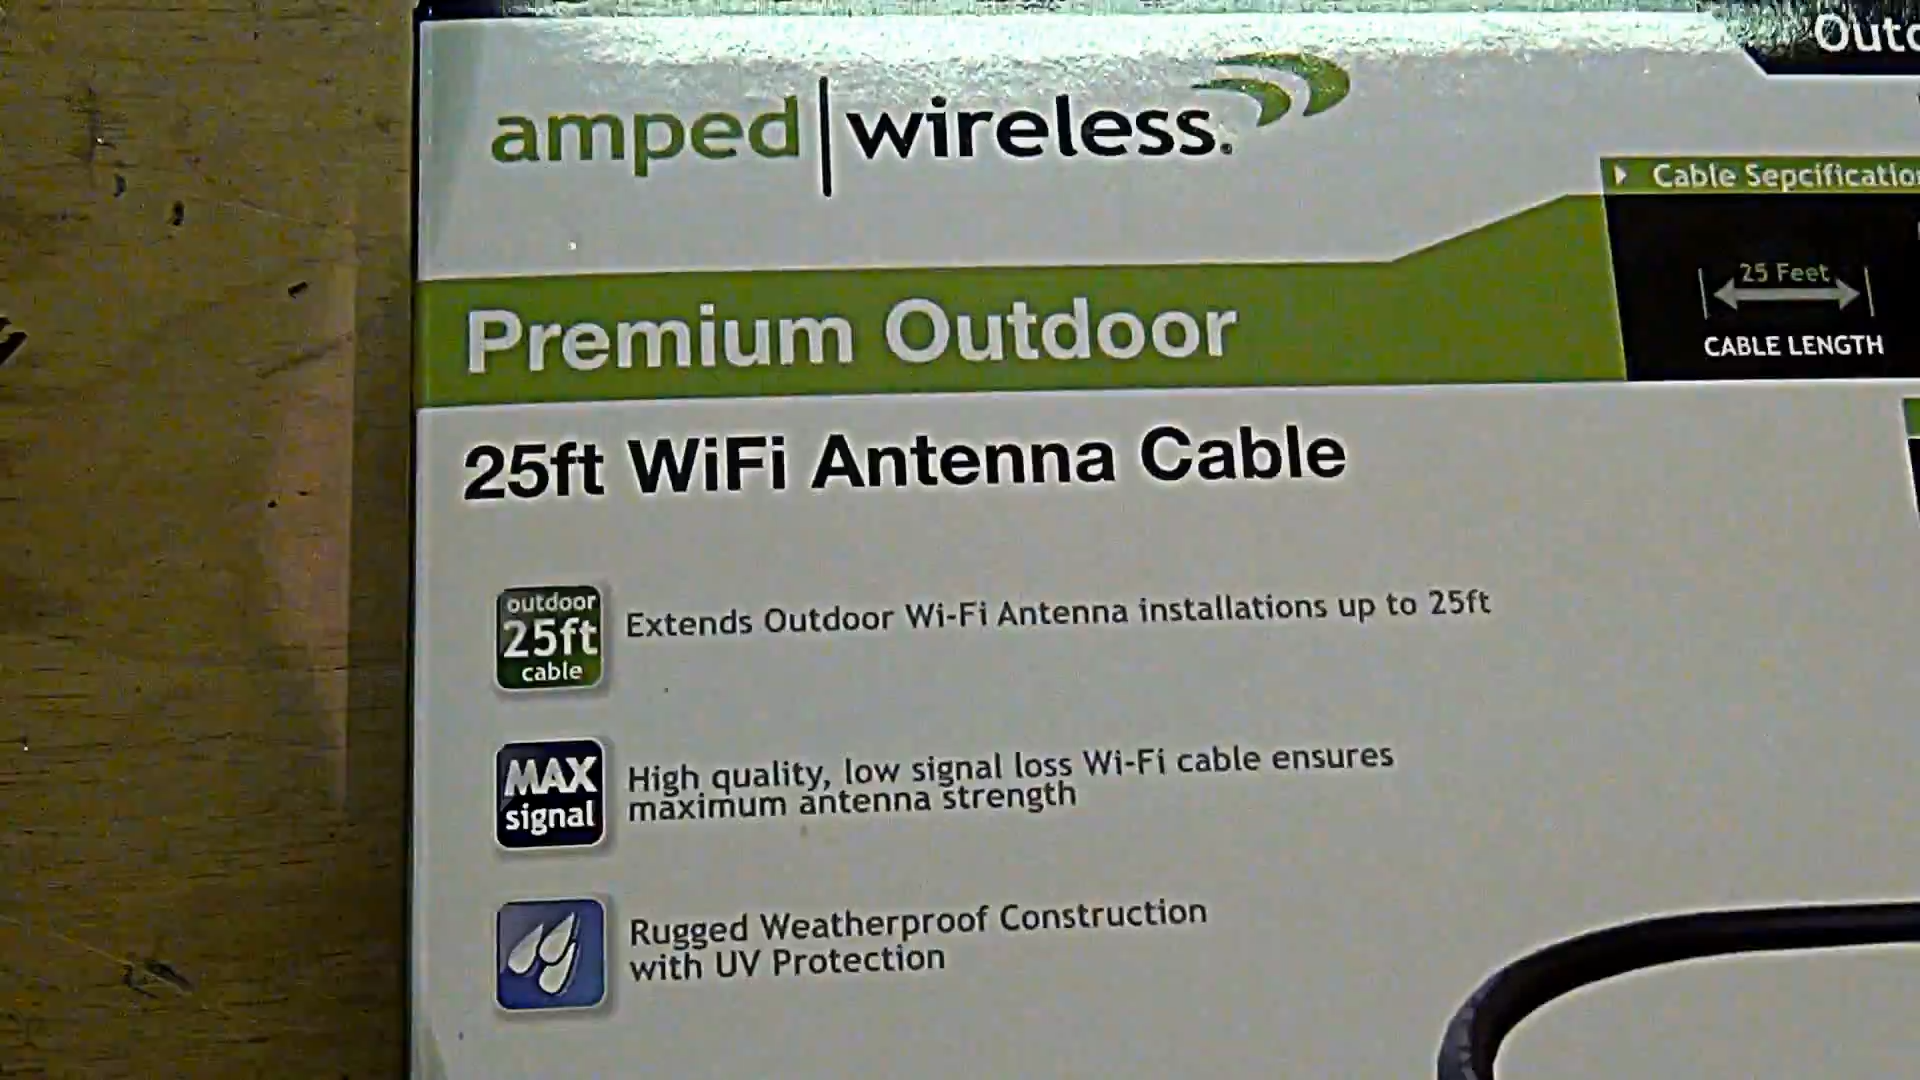 amped|wireless.
Cable Sepcificatio
25 Feet
CABLE LENGTH
Premium Outdoor
25ft WiFi Antenna Cable
outdoor
25ft
cable
Extends Outdoor Wi-Fi Antenna installations up to 25ft
MAX
signal
High quality, low signal loss Wi-Fi cable ensures
maximum antenna strength
Rugged Weatherproof Construction
with UV Protection